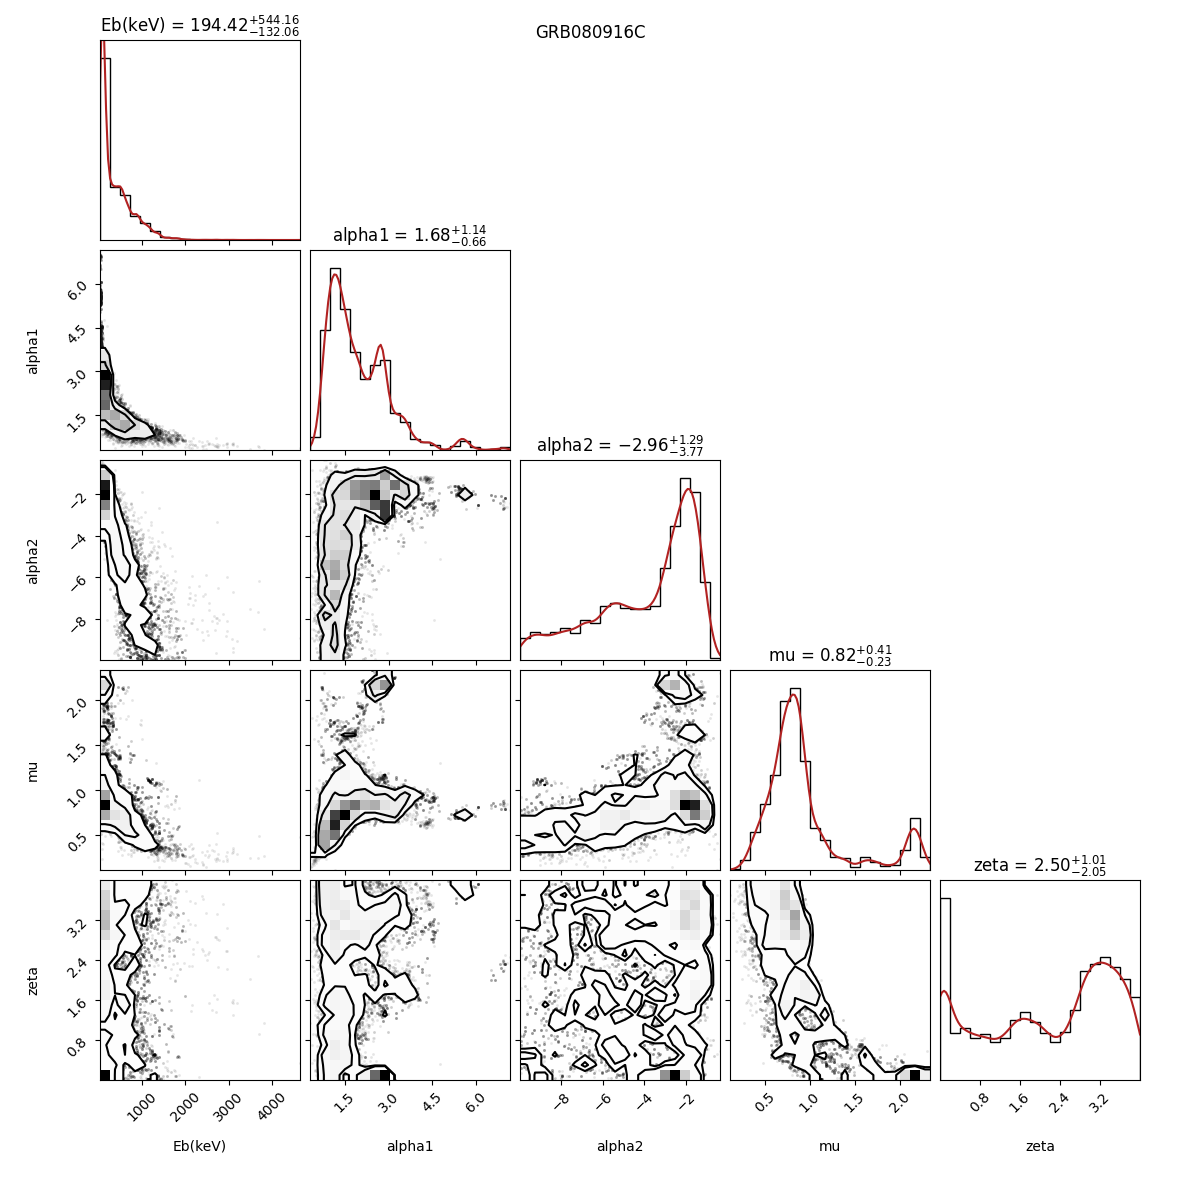 GRB080916C
Eb(keV) = 194.42+544.16−132.06
alpha1 = 1.68+1.14−0.66
6.0
4.5
3.0
1.5
alpha1
alpha2 = −2.96+1.29−3.77
−2
−4
−6
−8
alpha2
mu = 0.82+0.41−0.23
2.0
1.5
1.0
0.5
mu
zeta = 2.50+1.01−2.05
3.2
2.4
1.6
0.8
zeta
1000 2000 3000 4000 1.5 3.0 4.5 6.0 −8 −6 −4 −2 0.5 1.0 1.5 2.0 0.8 1.6 2.4 3.2
Eb(keV) alpha1 alpha2 mu zeta